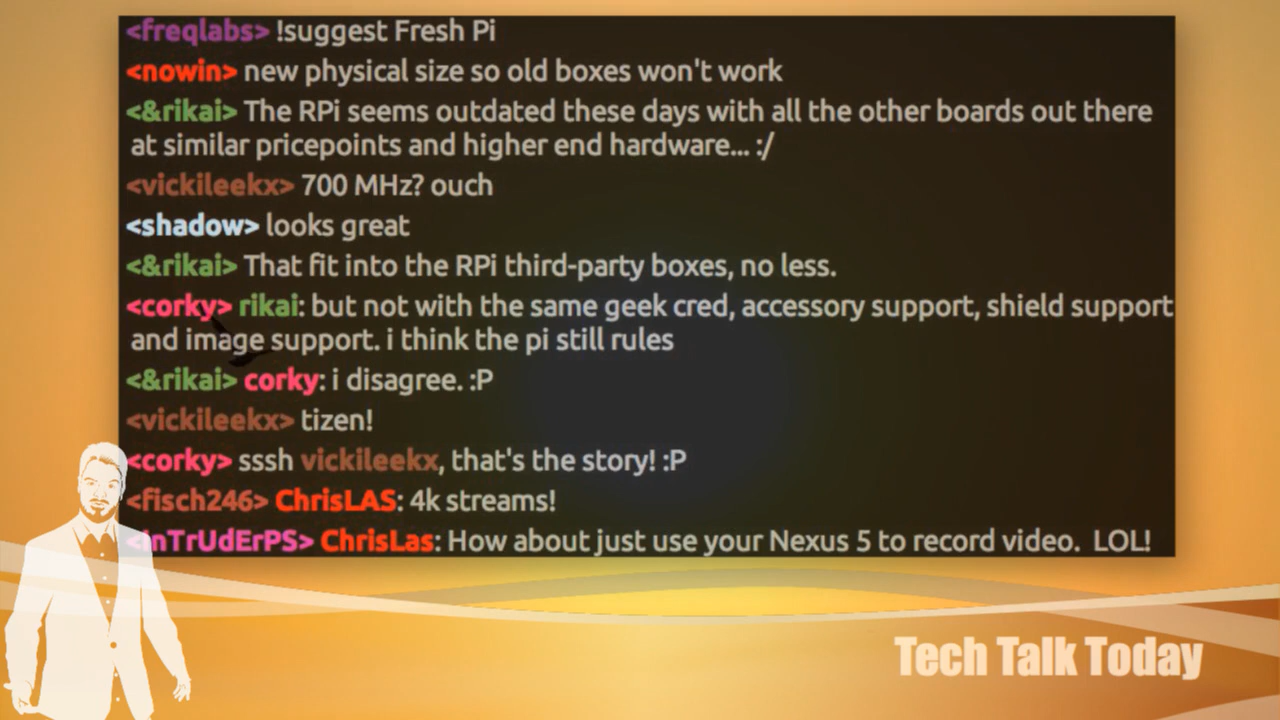 <freqlabs> !suggest Fresh Pi
<nowin> new physical size so old boxes won't work
<&rikai> The RPi seems outdated these days with all the other boards out there
at similar pricepoints and higher end hardware... :/
<vickileekx> 700 MHz? ouch
<shadow> looks great
<&rikai> That fit into the RPi third-party boxes, no less.
<corky> rikai: but not with the same geek cred, accessory support, shield support
and image support. i think the pi still rules
<&rikai> corky: i disagree. :P
<vickileekx> tizen!
<corky> sssh vickileekx, that's the story! :P
<fisch246> ChrisLAS: 4k streams!
<InTrUdErPS> ChrisLas: How about just use your Nexus 5 to record video.  LOL!
Tech Talk Today